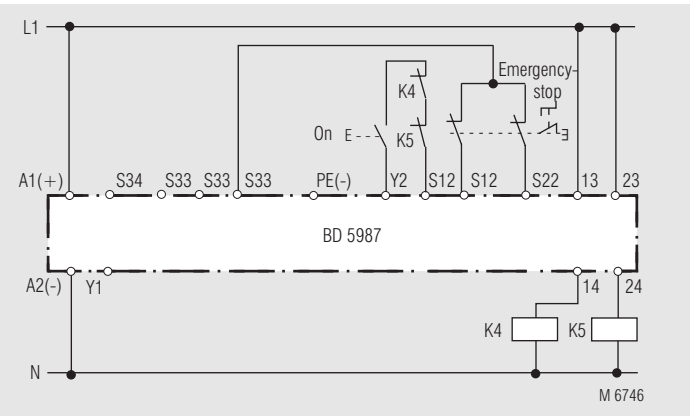 L1
Emergency-
stop
K4
On E K5
A1(+) S34 S33 S33 S33 PE(-) Y2 S12 S12 S22 13 23
BD 5987
A2(-) Y1 14 24
K4 K5
N
M 6746